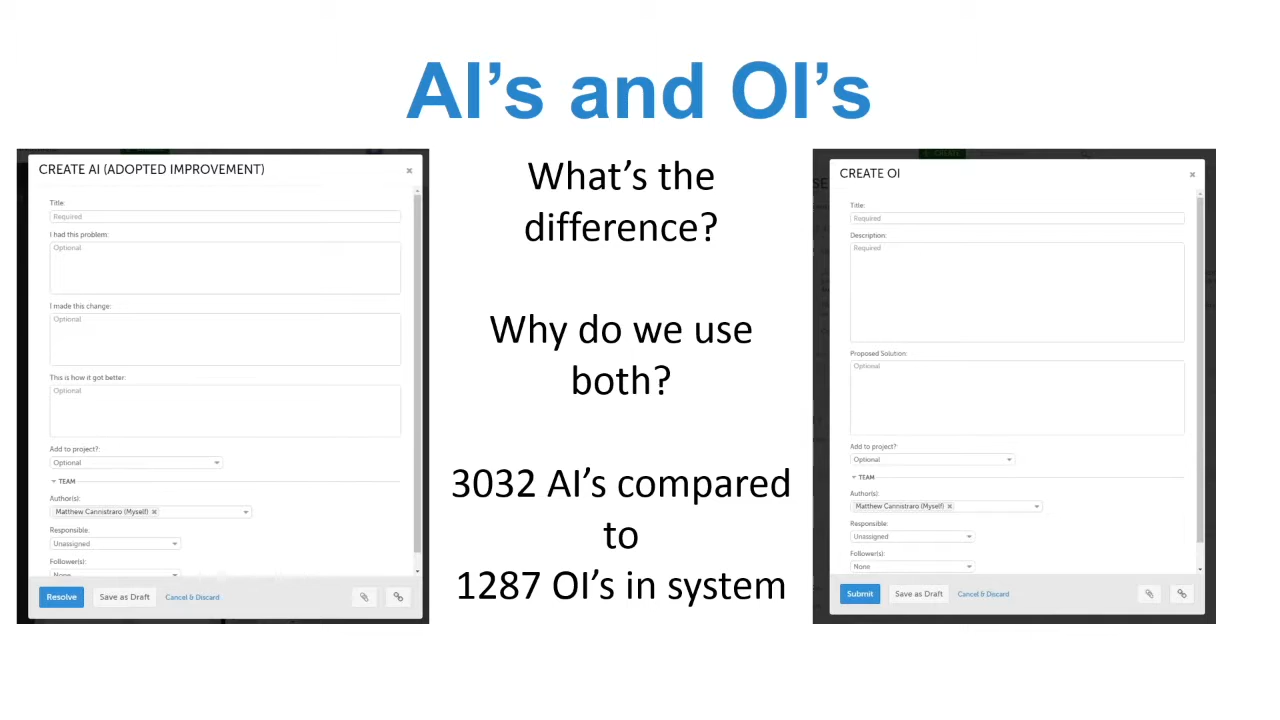 AI's and OI's
CREATE AI (ADOPTED IMPROVEMENT)
×
Title:
Required
I had this problem:
Optional
I made this change:
Optional
This is how it got better:
Optional
Add to project?:
Optional
TEAM
Author(s):
Matthew Cannistraro (Myself) ×
Responsible:
Unassigned
Follower(s):
None
Resolve Save as Draft Cancel & Discard
What's the
difference?
Why do we use
both?
3032 AI's compared
to
1287 OI's in system
CREATE OI
×
Title:
Required
Description:
Required
Proposed Solution:
Optional
Add to project?
Optional
TEAM
Author(s):
Matthew Cannistraro (Myself) ×
Responsible:
Unassigned
Follower(s):
None
Submit Save as Draft Cancel & Discard